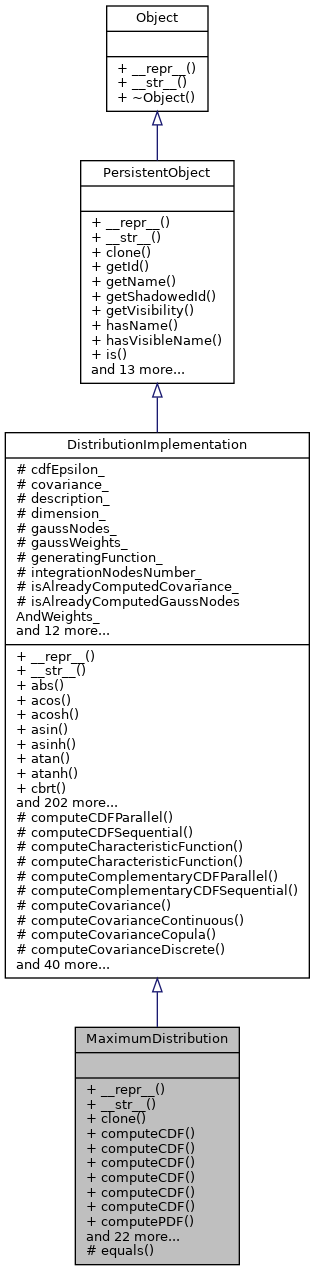 Object
+ __repr__()
+ __str__()
+ ~Object()
PersistentObject
+ __repr__()
+ __str__()
+ clone()
+ getId()
+ getName()
+ getShadowedId()
+ getVisibility()
+ hasName()
+ hasVisibleName()
+ is()
and 13 more...
DistributionImplementation
# cdfEpsilon_
# covariance_
# description_
# dimension_
# gaussNodes_
# gaussWeights_
# generatingFunction_
# integrationNodesNumber_
# isAlreadyComputedCovariance_
# isAlreadyComputedGaussNodes
AndWeights_
and 12 more...
+ __repr__()
+ __str__()
+ abs()
+ acos()
+ acosh()
+ asin()
+ asinh()
+ atan()
+ atanh()
+ cbrt()
and 202 more...
# computeCDFParallel()
# computeCDFSequential()
# computeCharacteristicFunction()
# computeCharacteristicFunction()
# computeComplementaryCDFParallel()
# computeComplementaryCDFSequential()
# computeCovariance()
# computeCovarianceContinuous()
# computeCovarianceCopula()
# computeCovarianceDiscrete()
and 40 more...
MaximumDistribution
+ __repr__()
+ __str__()
+ clone()
+ computeCDF()
+ computeCDF()
+ computeCDF()
+ computeCDF()
+ computeCDF()
+ computeCDF()
+ computePDF()
and 22 more...
# equals()